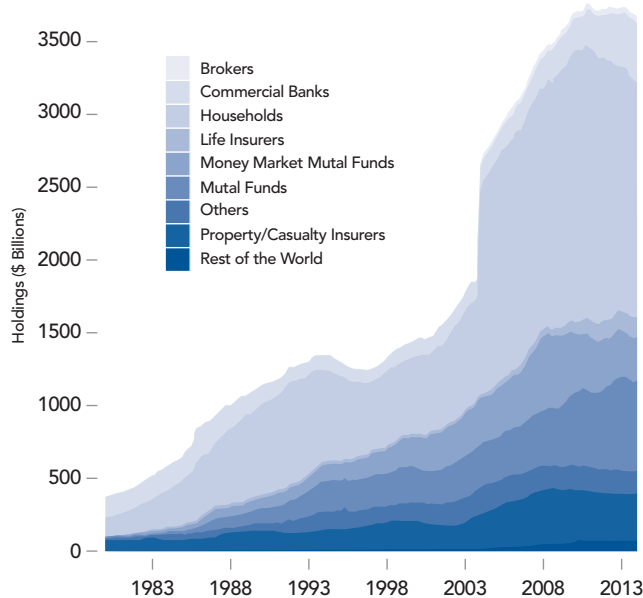 3500
3000
2500
2000
1500
1000
500
0
Holdings ($ Billions)
Brokers
Commercial Banks
Households
Life Insurers
Money Market Mutal Funds
Mutal Funds
Others
Property/Casualty Insurers
Rest of the World
1983 1988 1993 1998 2003 2008 2013